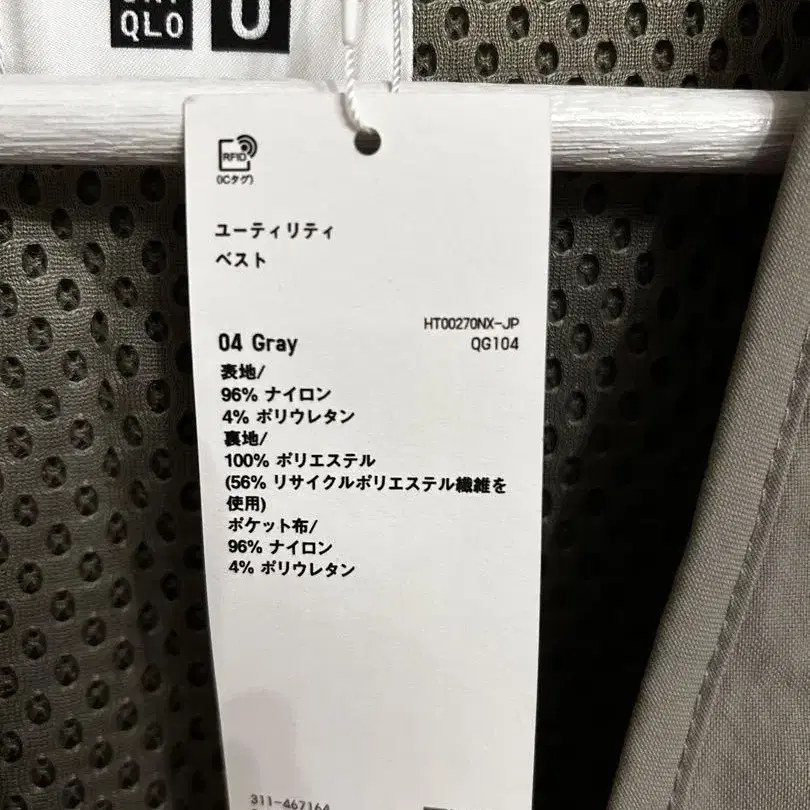 QLO
U
RFID
(ICタグ)
ユーティリティ
ベスト
HT00270NX-JP
04 Gray
QG104
表地/
96% ナイロン
4% ポリウレタン
裏地/
100% ポリエステル
(56% リサイクルポリエステル繊維を
使用)
ポケット布/
96% ナイロン
4% ポリウレタン
311-467164